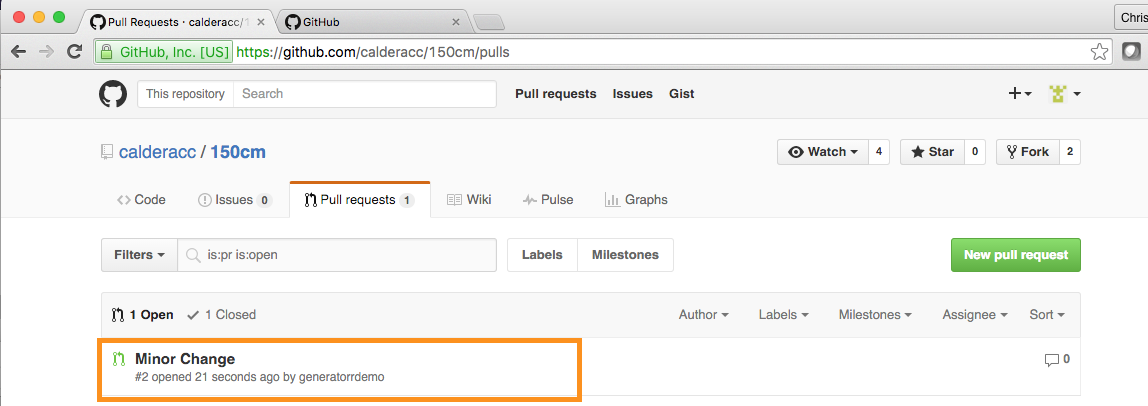 Pull Requests · calderacc/1
GitHub
Chris
GitHub, Inc. [US] https://github.com/calderacc/150cm/pulls
This repository Search Pull requests Issues Gist
calderacc / 150cm Watch 4 Star 0 Fork 2
Code Issues 0 Pull requests 1 Wiki Pulse Graphs
Filters is:pr is:open Labels Milestones New pull request
1 Open 1 Closed Author Labels Milestones Assignee Sort
Minor Change 0
#2 opened 21 seconds ago by generatorrdemo